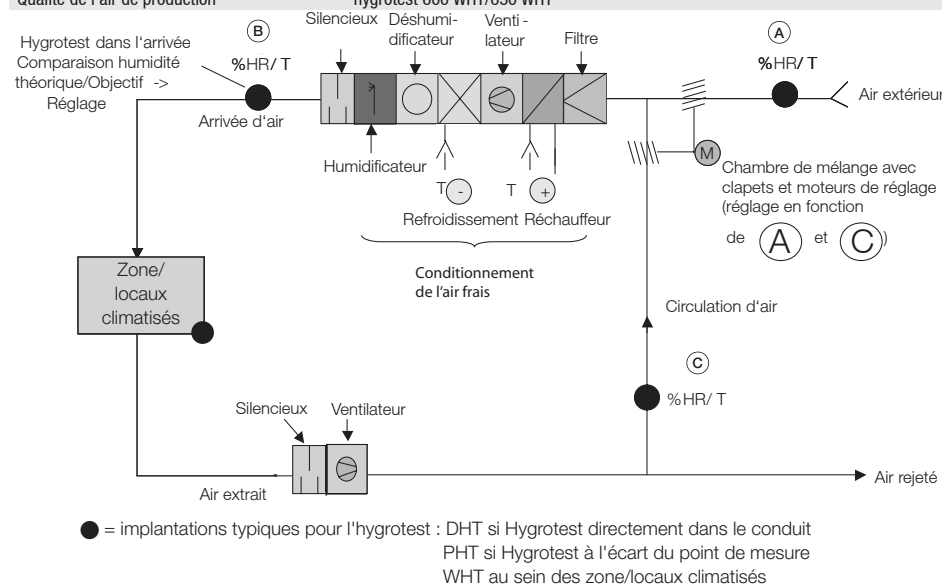 Qualité de l'air de production hygrotest 600 WHT/650 WHT
Silencieux Déshumi-
dificateur Venti -
lateur Filtre
B
A
Hygrotest dans l'arrivée
Comparaison humidité
théorique/Objectif ->
Réglage
%HR/ T
%HR/ T
Arrivée d'air
Air extérieur
Humidificateur
M
Chambre de mélange avec
clapets et moteurs de réglage
(réglage en fonction
de A et C)
T - T +
Refroidissement Réchauffeur
Conditionnement
de l'air frais
Zone/
locaux
climatisés
Circulation d'air
C
%HR/ T
Silencieux Ventilateur
Air extrait
Air rejeté
= implantations typiques pour l'hygrotest : DHT si Hygrotest directement dans le conduit
PHT si Hygrotest à l'écart du point de mesure
WHT au sein des zone/locaux climatisés